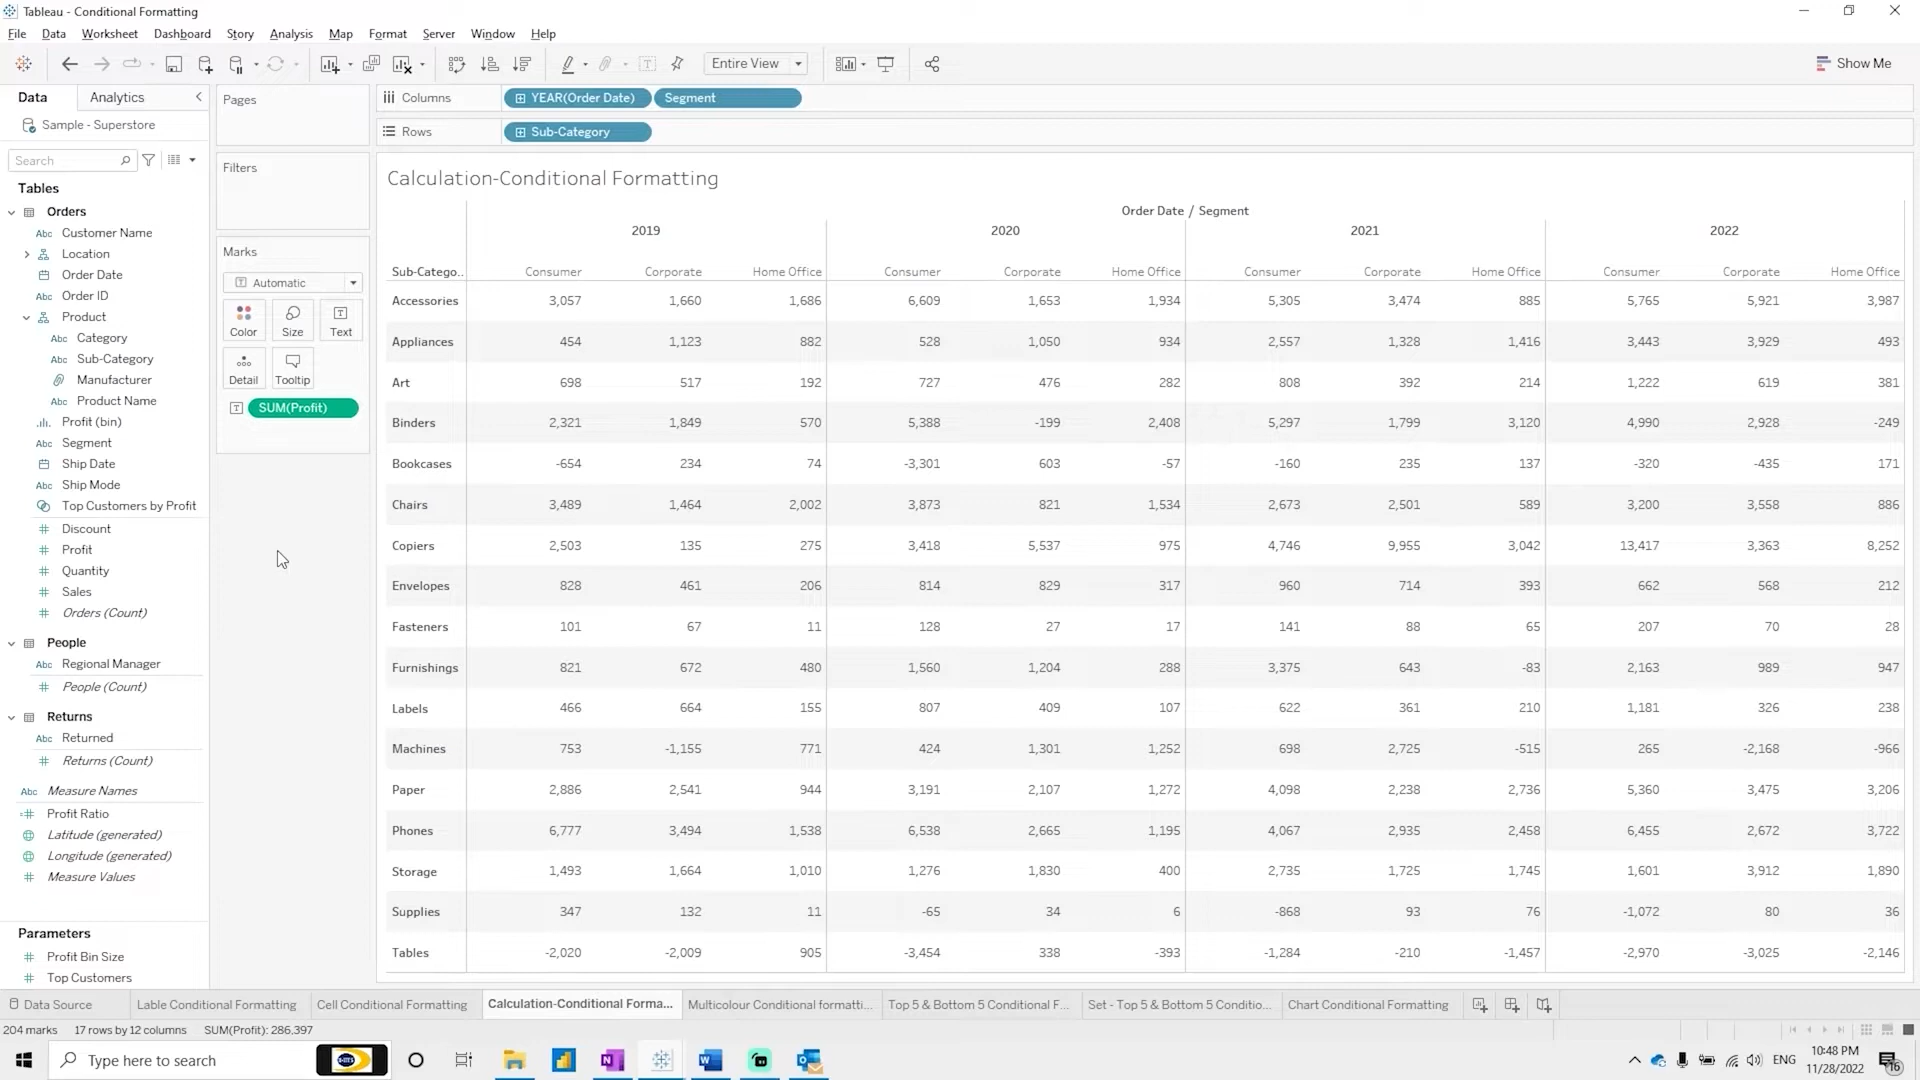 Tableau - Conditional Formatting
File Data Worksheet Dashboard Story Analysis Map Format Server Window Help
Entire View
Show Me
Data Analytics
Sample - Superstore
Search
Tables
Orders
Abc Customer Name
Location
Order Date
Abc Order ID
Product
Abc Category
Abc Sub-Category
Manufacturer
Abc Product Name
Profit (bin)
Abc Segment
Ship Date
Abc Ship Mode
Top Customers by Profit
# Discount
# Profit
# Quantity
# Sales
# Orders (Count)
People
Abc Regional Manager
# People (Count)
Returns
Abc Returned
# Returns (Count)
Abc Measure Names
=# Profit Ratio
Latitude (generated)
Longitude (generated)
# Measure Values
Parameters
# Profit Bin Size
# Top Customers
Pages
Filters
Marks
T Automatic
Color Size T Text
Detail Tooltip
T SUM(Profit)
Columns YEAR(Order Date) Segment
Rows Sub-Category
Calculation-Conditional Formatting
Order Date / Segment
2019 2020 2021 2022
Sub-Catego.. Consumer Corporate Home Office Consumer Corporate Home Office Consumer Corporate Home Office Consumer Corporate Home Office
Accessories 3,057 1,660 1,686 6,609 1,653 1,934 5,305 3,474 885 5,765 5,921 3,987
Appliances 454 1,123 882 528 1,050 934 2,557 1,328 1,416 3,443 3,929 493
Art 698 517 192 727 476 282 808 392 214 1,222 619 381
Binders 2,321 1,849 570 5,388 -199 2,408 5,297 1,799 3,120 4,990 2,928 -249
Bookcases -654 234 74 -3,301 603 -57 -160 235 137 -320 -435 171
Chairs 3,489 1,464 2,002 3,873 821 1,534 2,673 2,501 589 3,200 3,558 886
Copiers 2,503 135 275 3,418 5,537 975 4,746 9,955 3,042 13,417 3,363 8,252
Envelopes 828 461 206 814 829 317 960 714 393 662 568 212
Fasteners 101 67 11 128 27 17 141 88 65 207 70 28
Furnishings 821 672 480 1,560 1,204 288 3,375 643 -83 2,163 989 947
Labels 466 664 155 807 409 107 622 361 210 1,181 326 238
Machines 753 -1,155 771 424 1,301 1,252 698 2,725 -515 265 -2,168 -966
Paper 2,886 2,541 944 3,191 2,107 1,272 4,098 2,238 2,736 5,360 3,475 3,206
Phones 6,777 3,494 1,538 6,538 2,665 1,195 4,067 2,935 2,458 6,455 2,672 3,722
Storage 1,493 1,664 1,010 1,276 1,830 400 2,735 1,725 1,745 1,601 3,912 1,890
Supplies 347 132 11 -65 34 6 -868 93 76 -1,072 80 36
Tables -2,020 -2,009 905 -3,454 338 -393 -1,284 -210 -1,457 -2,970 -3,025 -2,146
Data Source Lable Conditional Formatting Cell Conditional Formatting Calculation-Conditional Forma... Multicolour Conditional formatti... Top 5 & Bottom 5 Conditional F... Set - Top 5 & Bottom 5 Conditio... Chart Conditional Formatting
204 marks 17 rows by 12 columns SUM(Profit): 286,397
Type here to search
ENG
10:48 PM
11/28/2022
16